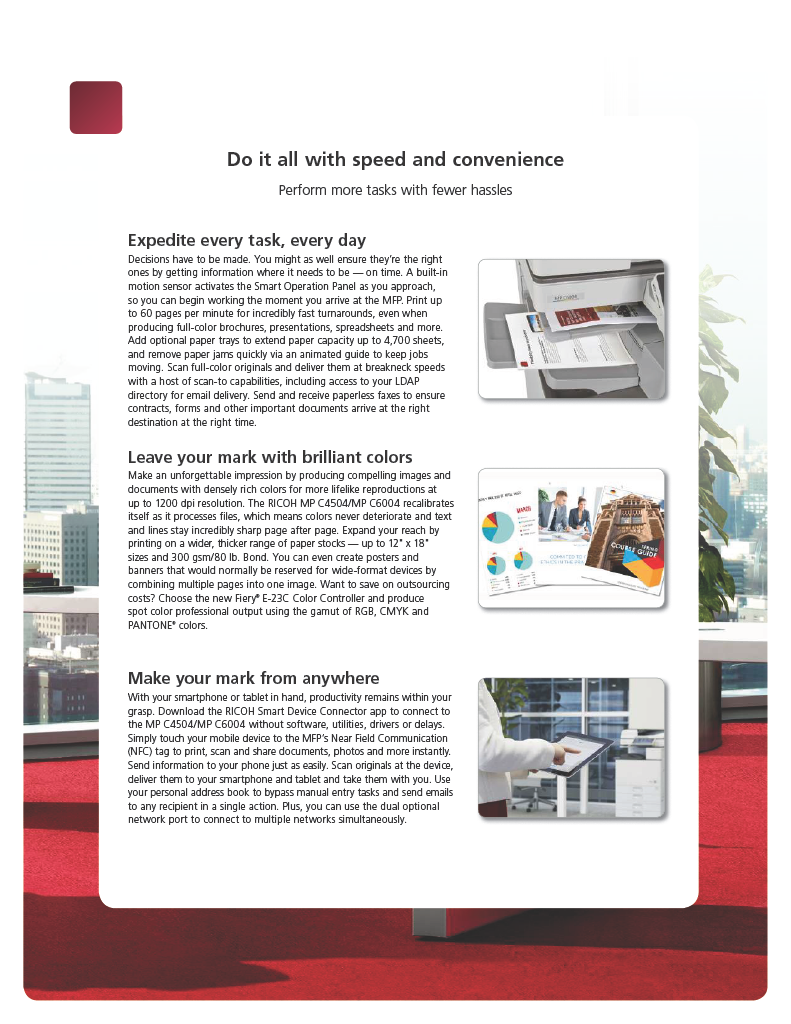 Do it all with speed and convenience
Perform more tasks with fewer hassles
Expedite every task, every day
Decisions have to be made. You might as well ensure they're the right
ones by getting information where it needs to be — on time. A built-in
motion sensor activates the Smart Operation Panel as you approach,
so you can begin working the moment you arrive at the MFP. Print up
to 60 pages per minute for incredibly fast turnarounds, even when
producing full-color brochures, presentations, spreadsheets and more.
Add optional paper trays to extend paper capacity up to 4,700 sheets,
and remove paper jams quickly via an animated guide to keep jobs
moving. Scan full-color originals and deliver them at breakneck speeds
with a host of scan-to capabilities, including access to your LDAP
directory for email delivery. Send and receive paperless faxes to ensure
contracts, forms and other important documents arrive at the right
destination at the right time.
Leave your mark with brilliant colors
Make an unforgettable impression by producing compelling images and
documents with densely rich colors for more lifelike reproductions at
up to 1200 dpi resolution. The RICOH MP C4504/MP C6004 recalibrates
itself as it processes files, which means colors never deteriorate and text
and lines stay incredibly sharp page after page. Expand your reach by
printing on a wider, thicker range of paper stocks — up to 12" x 18"
sizes and 300 gsm/80 lb. Bond. You can even create posters and
banners that would normally be reserved for wide-format devices by
combining multiple pages into one image. Want to save on outsourcing
costs? Choose the new Fiery® E-23C Color Controller and produce
spot color professional output using the gamut of RGB, CMYK and
PANTONE® colors.
MARZO
SPRING
COURSE GUIDE
Make your mark from anywhere
With your smartphone or tablet in hand, productivity remains within your
grasp. Download the RICOH Smart Device Connector app to connect to
the MP C4504/MP C6004 without software, utilities, drivers or delays.
Simply touch your mobile device to the MFP's Near Field Communication
(NFC) tag to print, scan and share documents, photos and more instantly.
Send information to your phone just as easily. Scan originals at the device,
deliver them to your smartphone and tablet and take them with you. Use
your personal address book to bypass manual entry tasks and send emails
to any recipient in a single action. Plus, you can use the dual optional
network port to connect to multiple networks simultaneously.